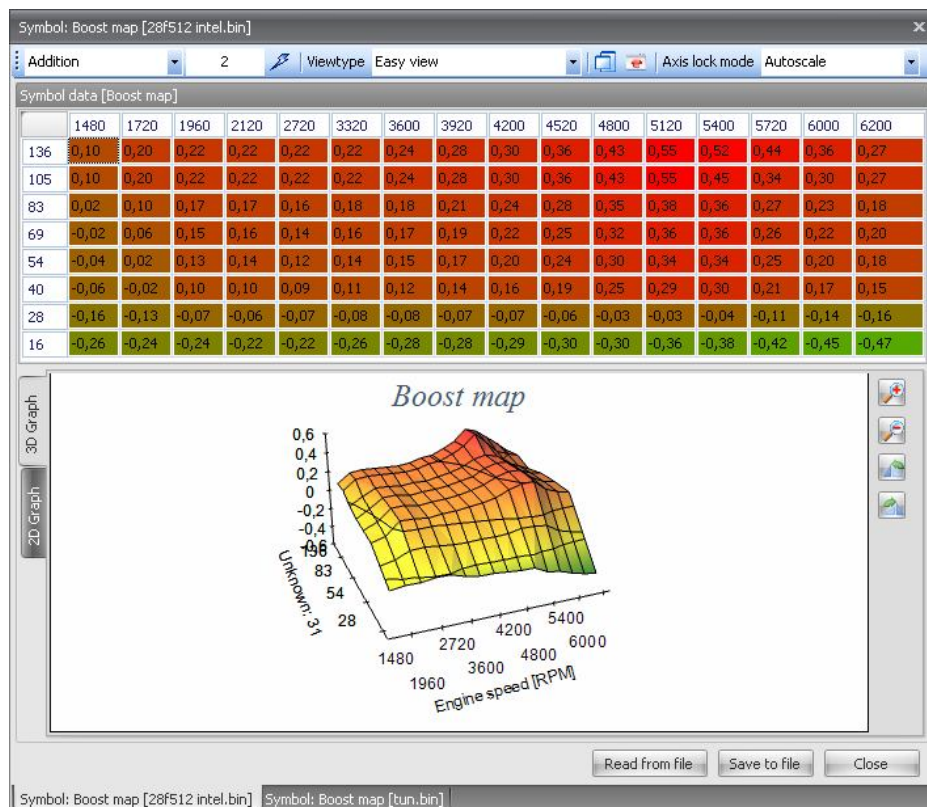 Symbol: Boost map [28f512 intel.bin]
Addition 2 Viewtype Easy view Axis lock mode Autoscale
Symbol data [Boost map]
1480 1720 1960 2120 2720 3320 3600 3920 4200 4520 4800 5120 5400 5720 6000 6200
136 0,10 0,20 0,22 0,22 0,22 0,22 0,24 0,28 0,30 0,36 0,43 0,55 0,52 0,44 0,36 0,27
105 0,10 0,20 0,22 0,22 0,22 0,22 0,24 0,28 0,30 0,36 0,43 0,55 0,45 0,34 0,30 0,27
83 0,02 0,10 0,17 0,17 0,16 0,18 0,18 0,21 0,24 0,28 0,35 0,38 0,36 0,27 0,23 0,18
69 -0,02 0,06 0,15 0,16 0,14 0,16 0,17 0,19 0,22 0,25 0,32 0,36 0,36 0,26 0,22 0,20
54 -0,04 0,02 0,13 0,14 0,12 0,14 0,15 0,17 0,20 0,24 0,30 0,34 0,34 0,25 0,20 0,18
40 -0,06 -0,02 0,10 0,10 0,09 0,11 0,12 0,14 0,16 0,19 0,25 0,29 0,30 0,21 0,17 0,15
28 -0,16 -0,13 -0,07 -0,06 -0,07 -0,08 -0,08 -0,07 -0,07 -0,06 -0,03 -0,03 -0,04 -0,11 -0,14 -0,16
16 -0,26 -0,24 -0,24 -0,22 -0,22 -0,26 -0,28 -0,28 -0,29 -0,30 -0,30 -0,36 -0,38 -0,42 -0,45 -0,47
3D Graph
2D Graph
Boost map
0,6
0,4
0,2
0
-0,2
-0,4
-0,6
136
83
54
28
Unknown: 31
1480 2720 4200 5400
1960 3600 4800 6000
Engine speed [RPM]
Read from file Save to file Close
Symbol: Boost map [28f512 intel.bin] Symbol: Boost map [tun.bin]